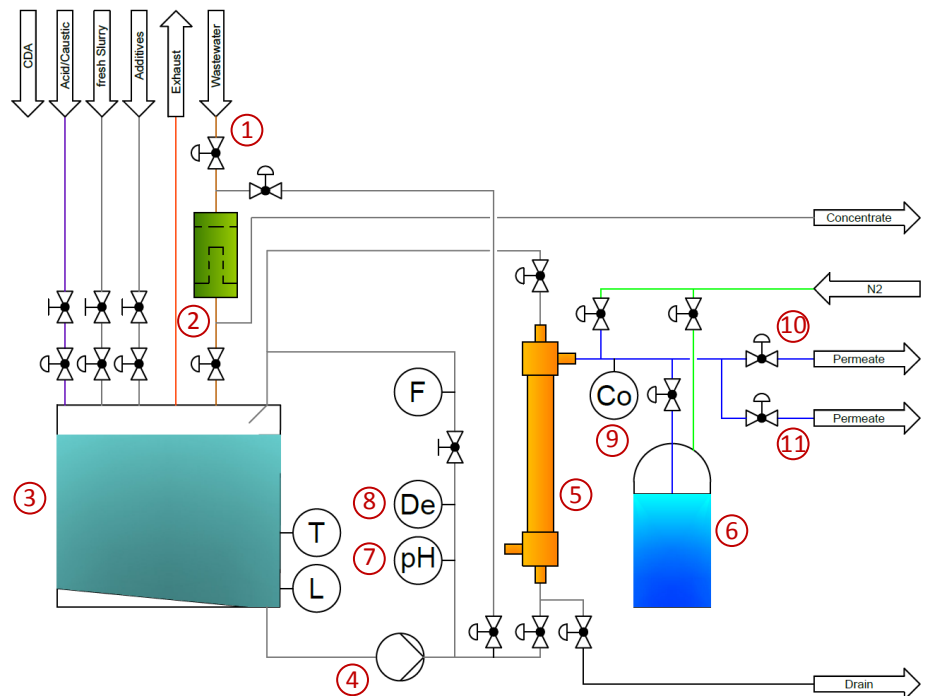 CDA
Acid/Caustic
fresh Slurry
Additives
Exhaust
Wastewater
1
Concentrate
N2
2
10
Permeate
F
Co
9
Permeate
11
3
8
De
5
6
T
7
pH
L
4
Drain